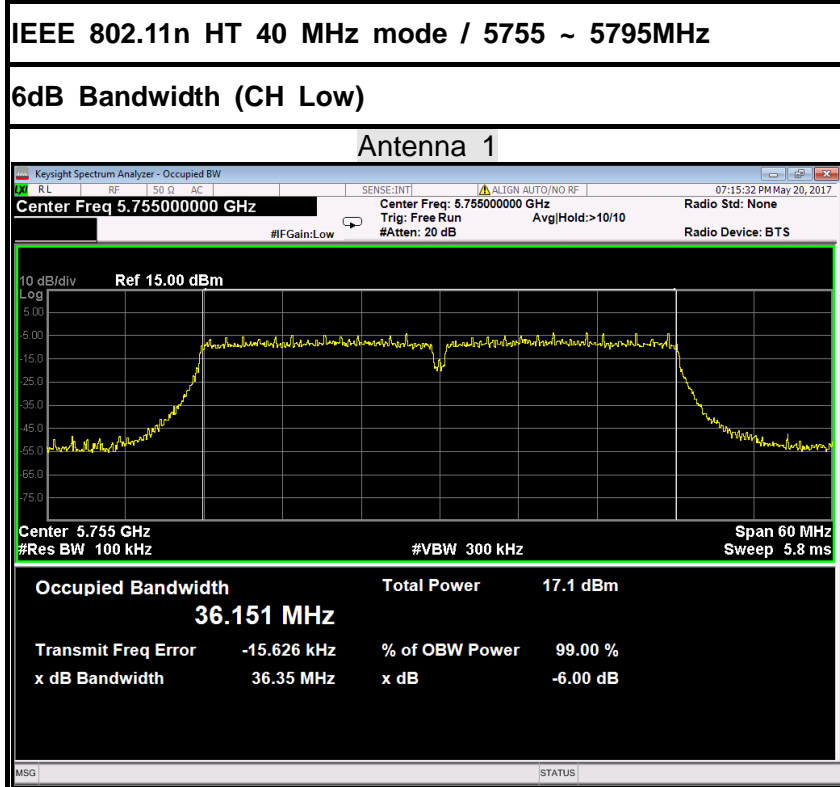 IEEE 802.11n HT 40 MHz mode / 5755 ~ 5795MHz
6dB Bandwidth (CH Low)
Antenna 1
Keysight Spectrum Analyzer - Occupied BW
LXI RL RF 50 Ω AC SENSE:INT ALIGN AUTO/NO RF 07:15:32 PM May 20, 2017
Center Freq 5.755000000 GHz Center Freq: 5.755000000 GHz Radio Std: None
Trig: Free Run Avg|Hold:>10/10
#IFGain:Low #Atten: 20 dB Radio Device: BTS
10 dB/div Ref 15.00 dBm
Log
5.00
-5.00
-15.0
-25.0
-35.0
-45.0
-55.0
-65.0
-75.0
Center 5.755 GHz Span 60 MHz
#Res BW 100 kHz #VBW 300 kHz Sweep 5.8 ms
Occupied Bandwidth Total Power 17.1 dBm
36.151 MHz
Transmit Freq Error -15.626 kHz % of OBW Power 99.00 %
x dB Bandwidth 36.35 MHz x dB -6.00 dB
MSG STATUS